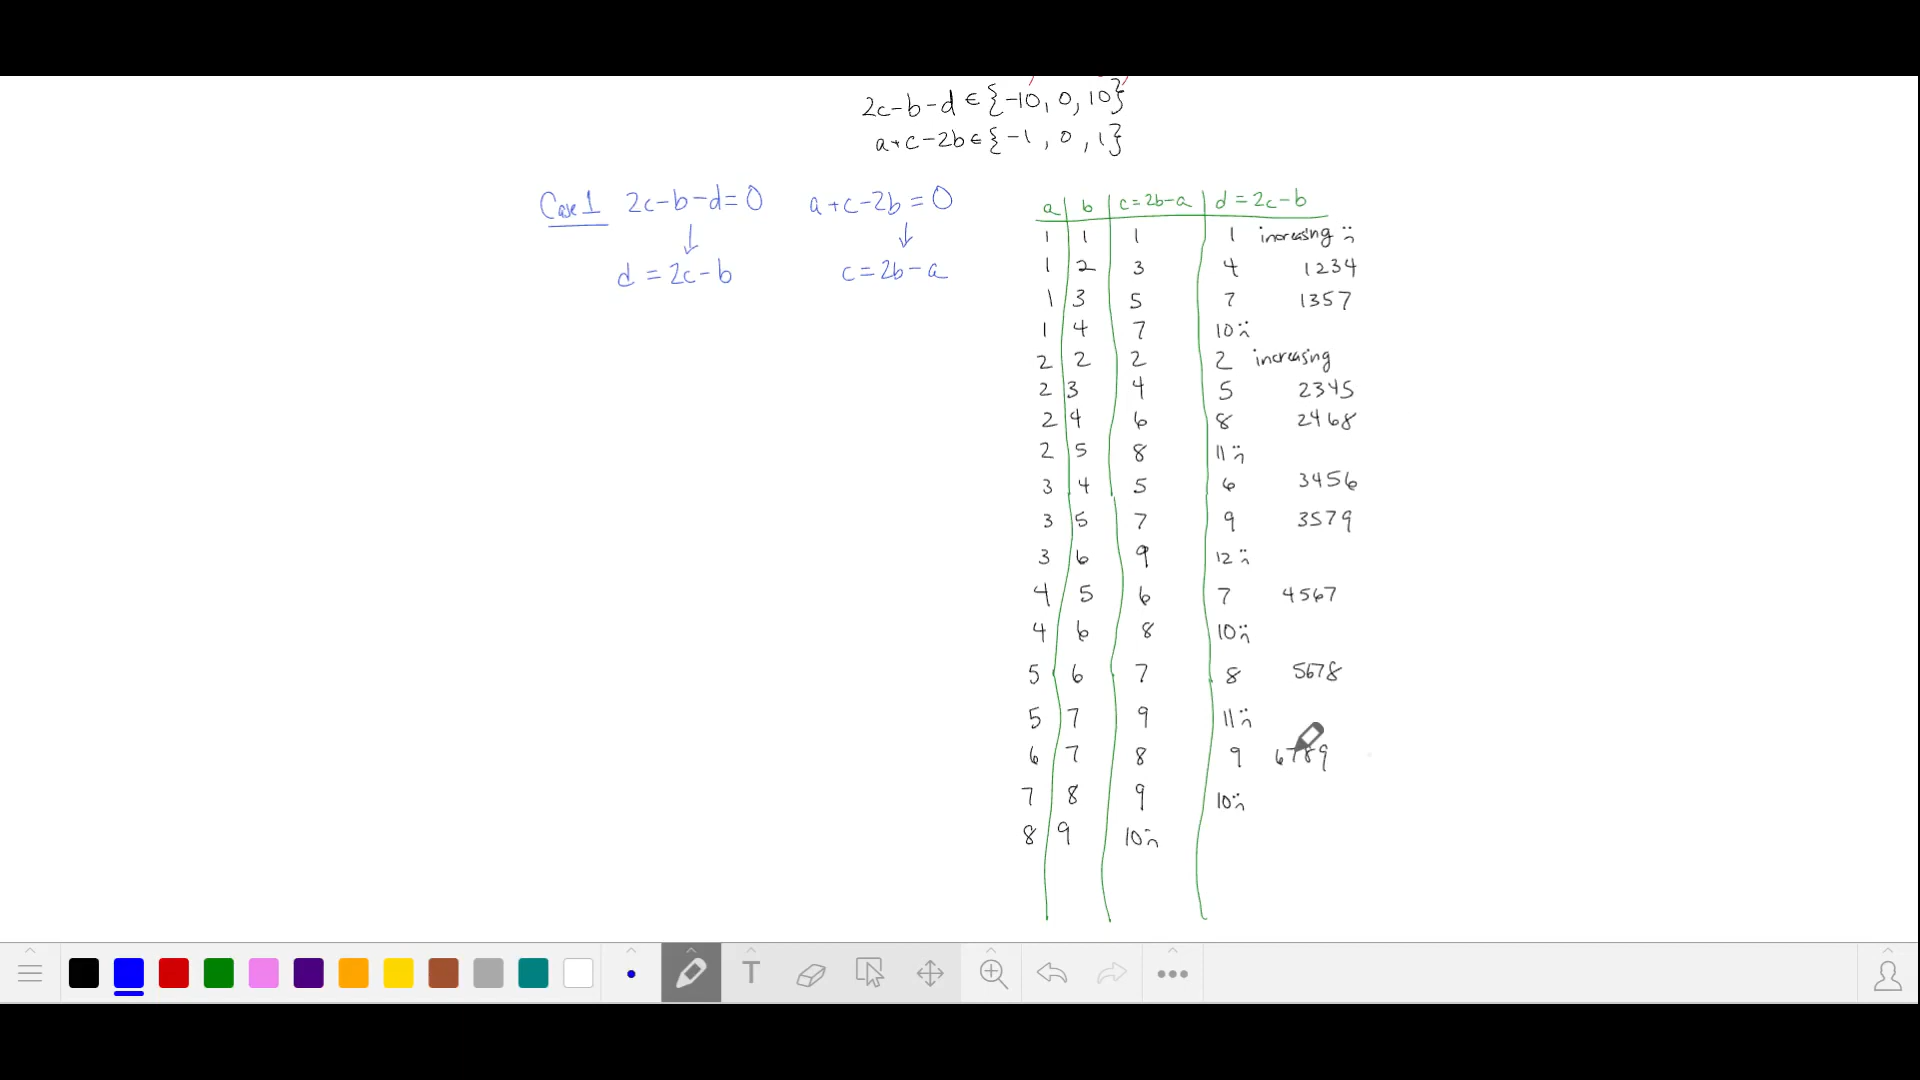 2c-b-d ∈ {-10, 0, 10}
a+c-2b ∈ {-1, 0, 1}
Case 1 2c-b-d=0 a+c-2b=0
↓ ↓
d = 2c-b c=2b-a
a b c=2b-a d=2c-b
1 1 1 1 increasing :(
1 2 3 4 1234
1 3 5 7 1357
1 4 7 10 :(
2 2 2 2 increasing
2 3 4 5 2345
2 4 6 8 2468
2 5 8 11 :(
3 4 5 6 3456
3 5 7 9 3579
3 6 9 12 :(
4 5 6 7 4567
4 6 8 10 :(
5 6 7 8 5678
5 7 9 11 :(
6 7 8 9 6789
7 8 9 10 :(
8 9 10 :(
T